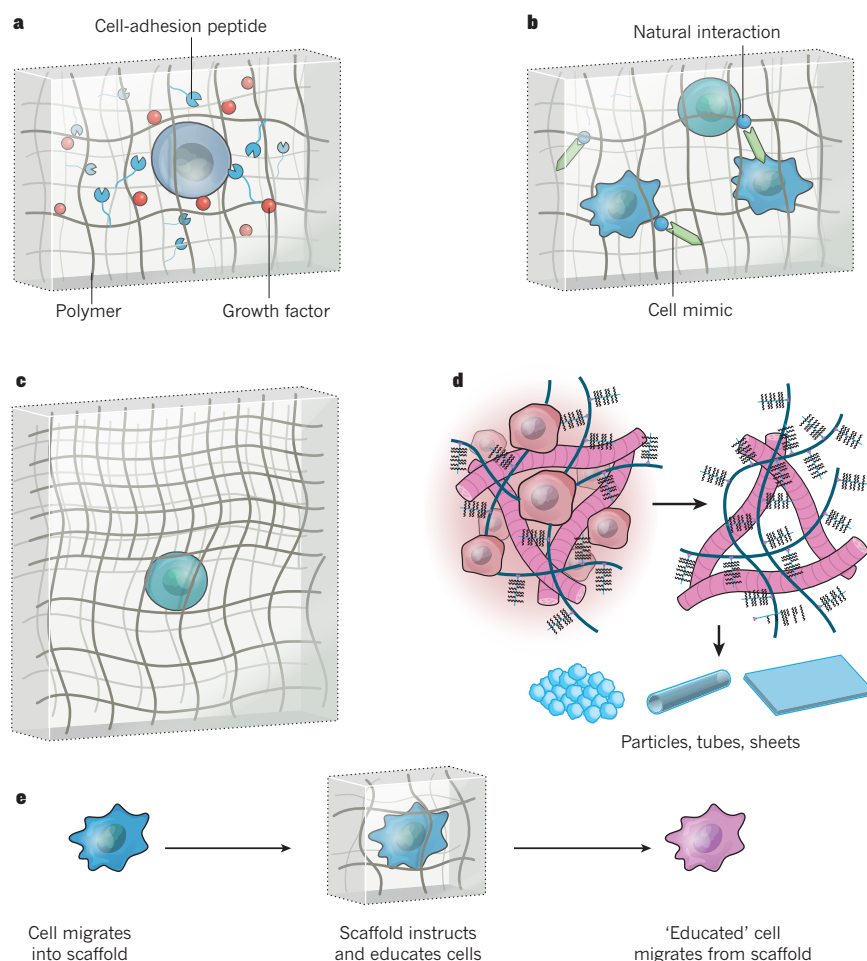 a
Cell-adhesion peptide
Polymer
Growth factor
b
Natural interaction
Cell mimic
c
d
Particles, tubes, sheets
e
Cell migrates
into scaffold
Scaffold instructs
and educates cells
‘Educated’ cell
migrates from scaffold